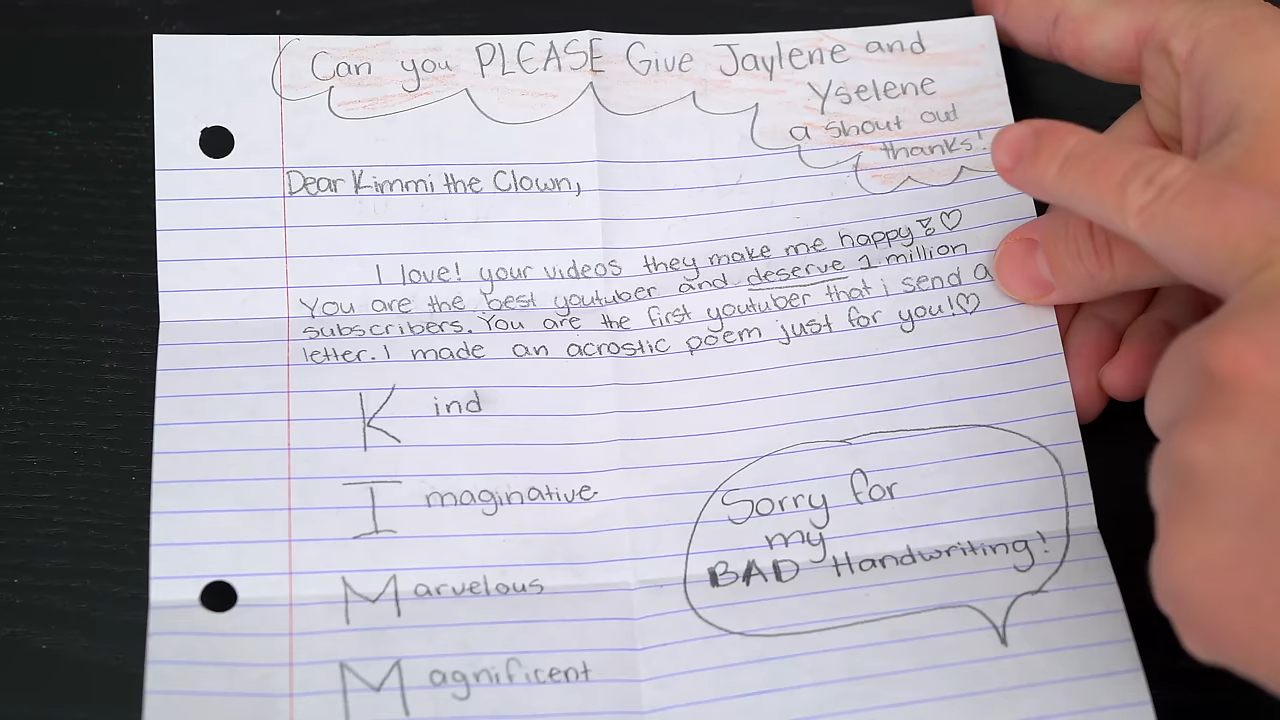 Can you PLEASE Give Jaylene and
Yselene
a shout out
thanks!
Dear Kimmi the Clown,
I love! your videos they make me happy! ♡
You are the best youtuber and deserve 1 million
subscribers. You are the first youtuber that i send a
letter. I made an acrostic poem just for you! ♡
K ind
I maginative
M arvelous
M agnificent
Sorry for
my
BAD Handwriting!